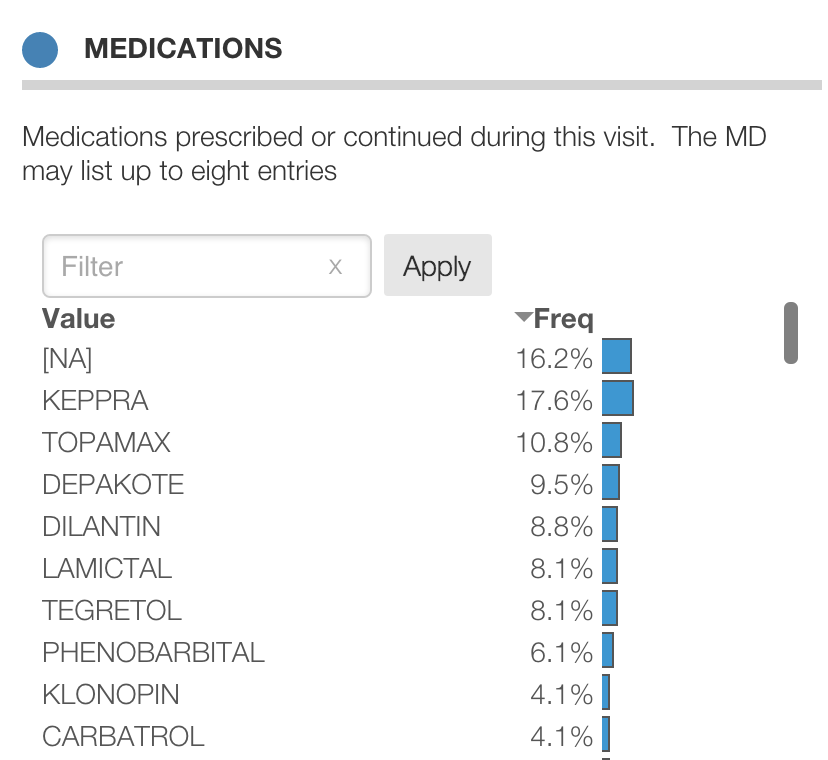 MEDICATIONS
Medications prescribed or continued during this visit.  The MD
may list up to eight entries
Filter x Apply
Value Freq
[NA] 16.2%
KEPPRA 17.6%
TOPAMAX 10.8%
DEPAKOTE 9.5%
DILANTIN 8.8%
LAMICTAL 8.1%
TEGRETOL 8.1%
PHENOBARBITAL 6.1%
KLONOPIN 4.1%
CARBATROL 4.1%